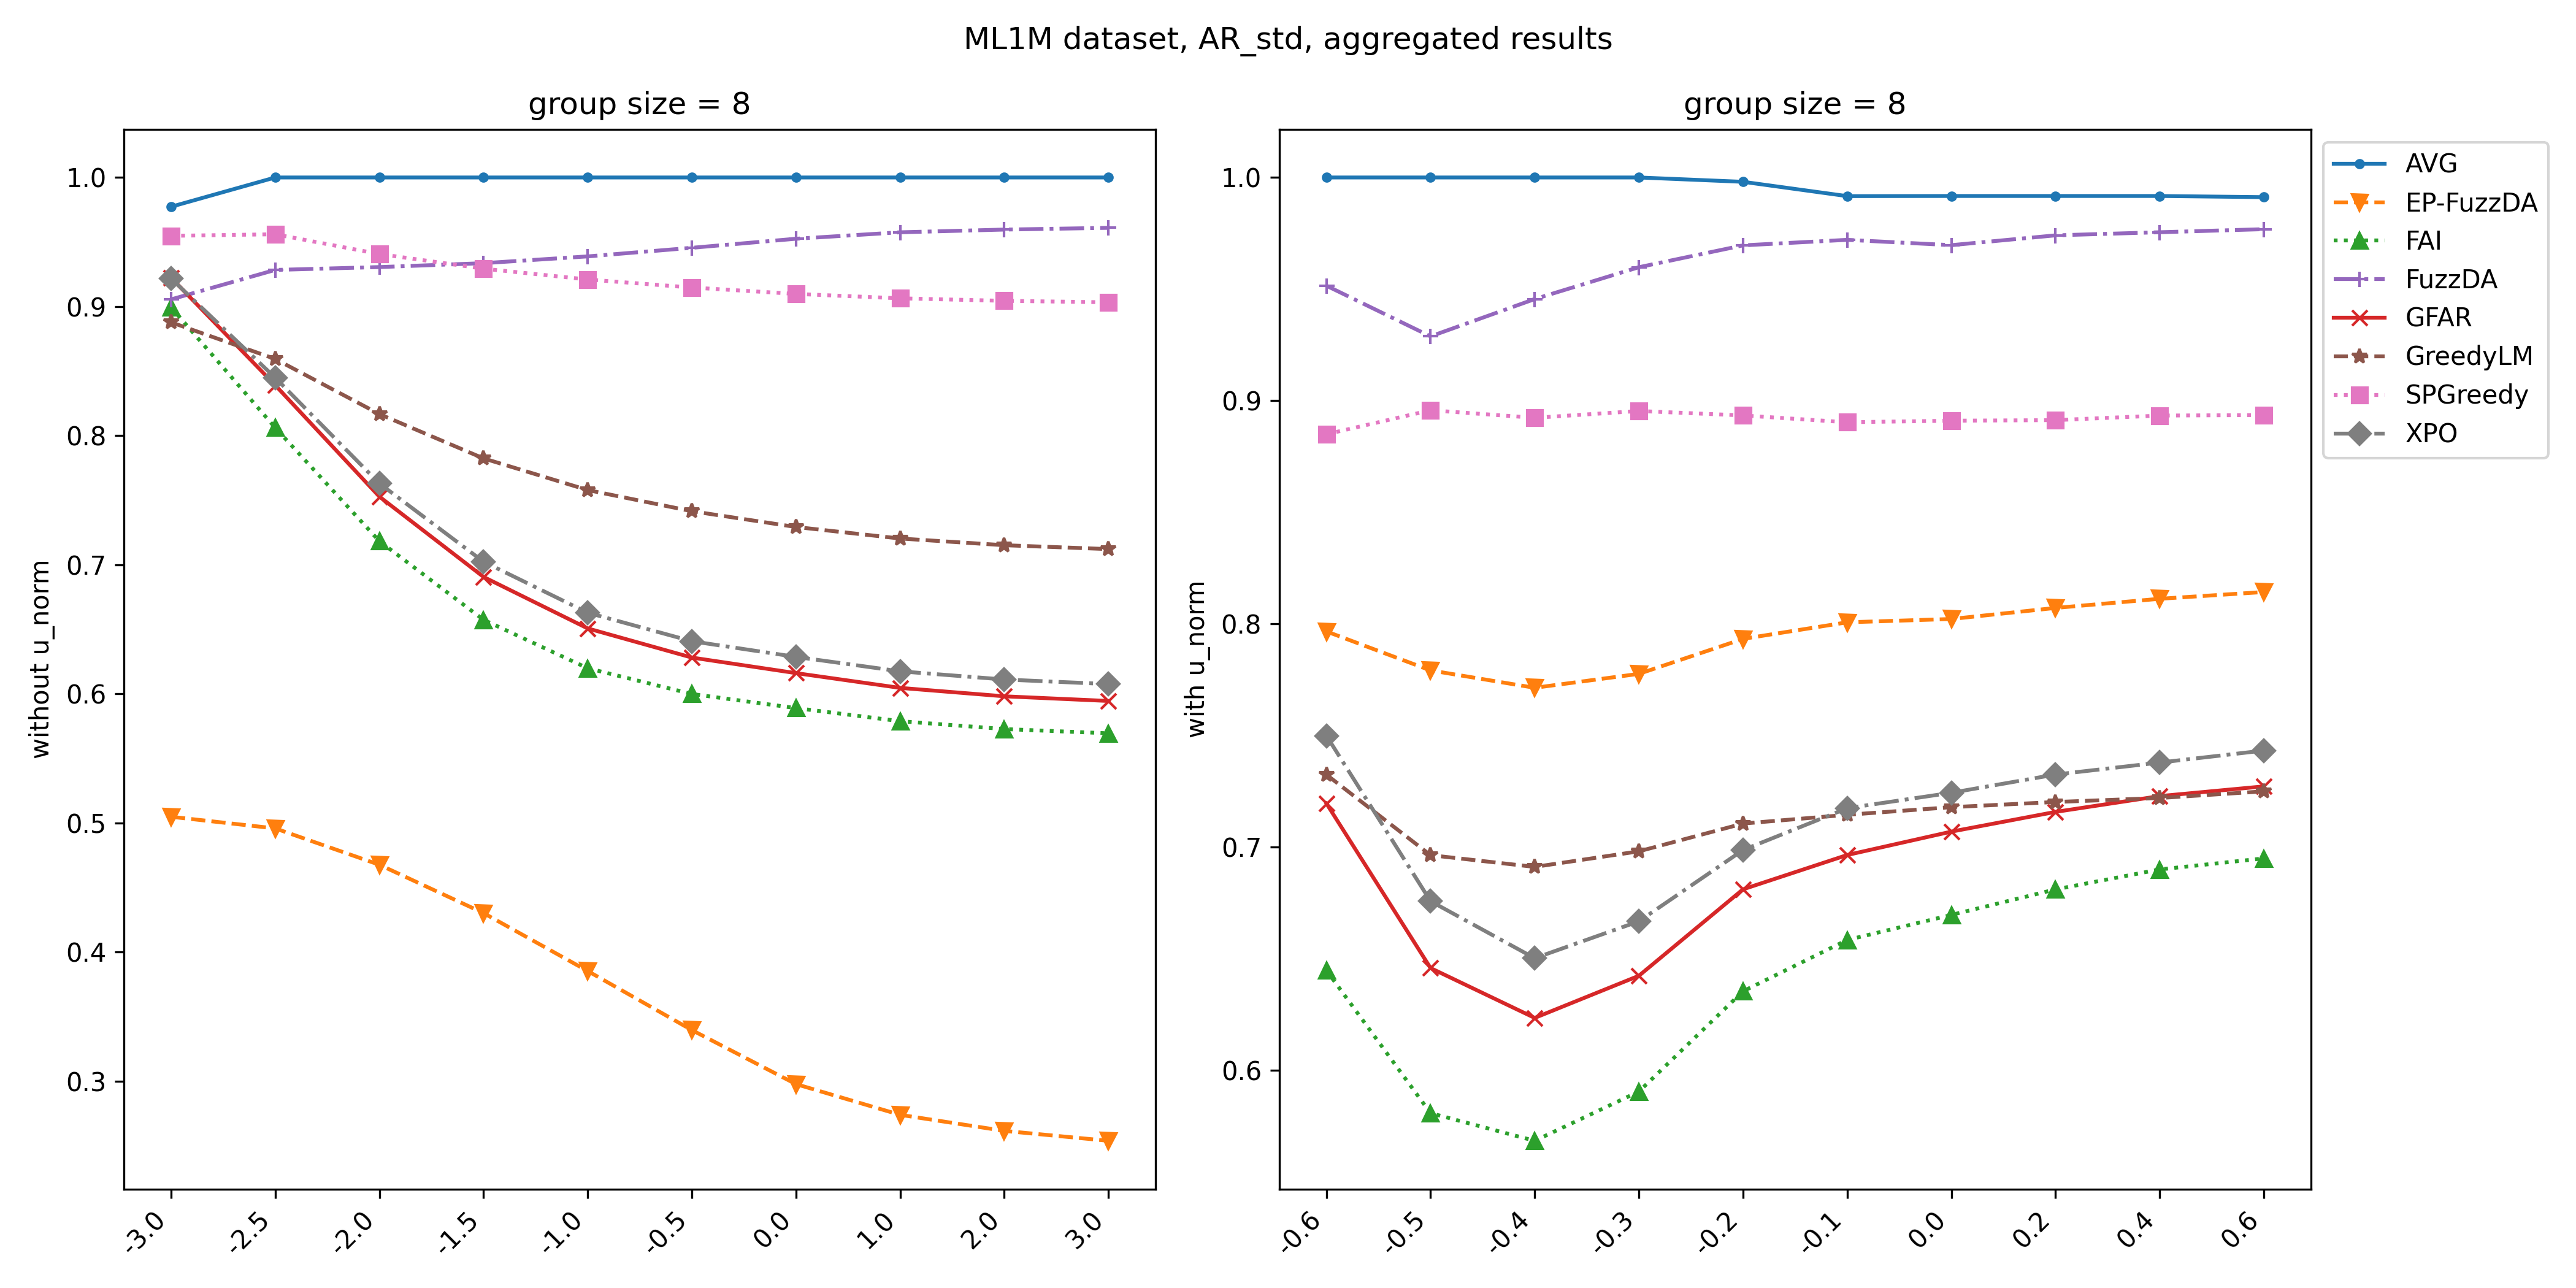 ML1M dataset, AR_std, aggregated results
group size = 8
without u_norm
1.0
0.9
0.8
0.7
0.6
0.5
0.4
0.3
-3.0
-2.5
-2.0
-1.5
-1.0
-0.5
0.0
1.0
2.0
3.0
group size = 8
with u_norm
1.0
0.9
0.8
0.7
0.6
-0.6
-0.5
-0.4
-0.3
-0.2
-0.1
0.0
0.2
0.4
0.6
AVG
EP-FuzzDA
FAI
FuzzDA
GFAR
GreedyLM
SPGreedy
XPO